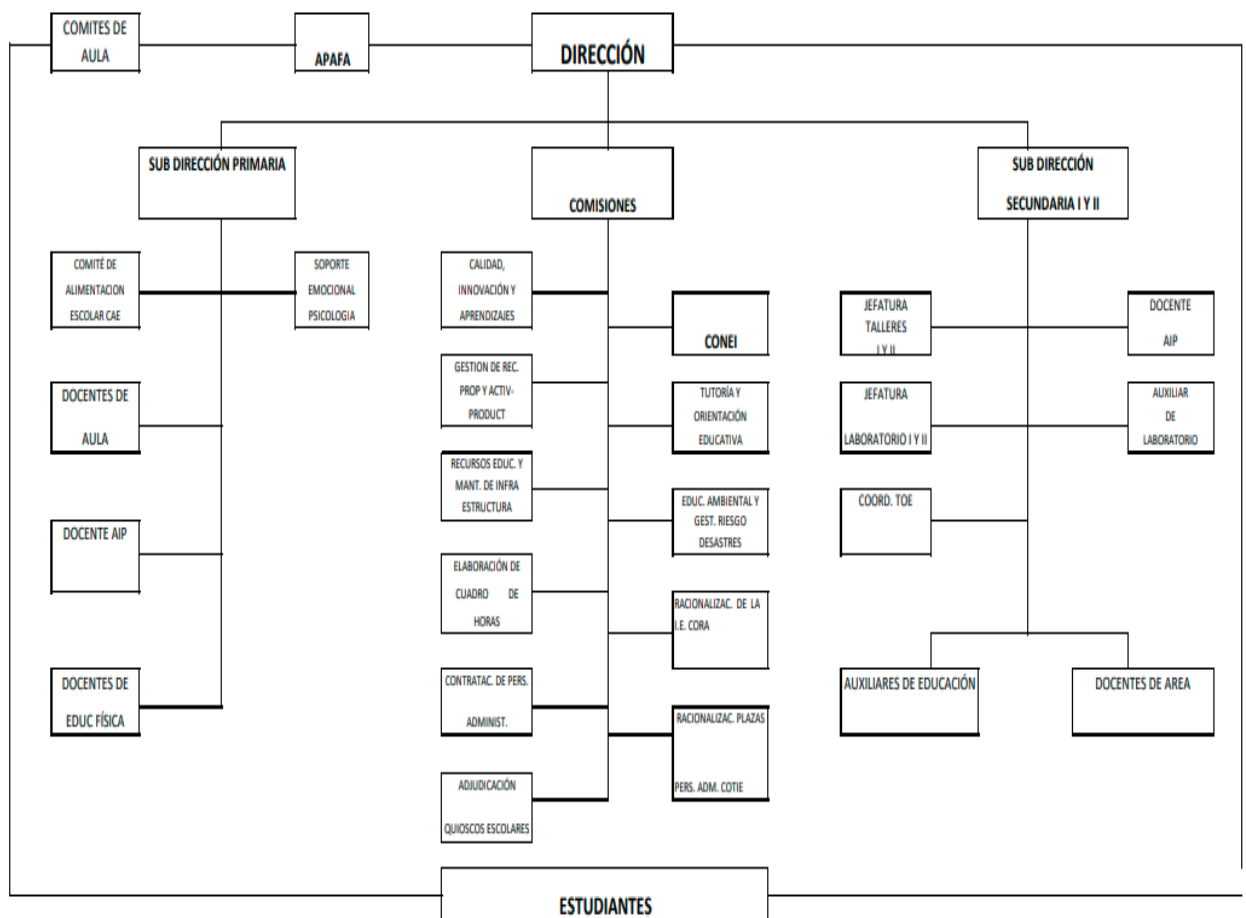 COMITES DE
AULA
APAFA
DIRECCIÓN
SUB DIRECCIÓN PRIMARIA
COMISIONES
SUB DIRECCIÓN
SECUNDARIA I Y II
COMITÉ DE
ALIMENTACION
ESCOLAR CAE
SOPORTE
EMOCIONAL
PSICOLOGIA
CALIDAD,
INNOVACIÓN Y
APRENDIZAJES
CONEI
JEFATURA
TALLERES
I Y II
DOCENTE
AIP
DOCENTES DE
AULA
GESTION DE REC.
PROP Y ACTIV-
PRODUCT
TUTORÍA Y
ORIENTACIÓN
EDUCATIVA
JEFATURA
LABORATORIO I Y II
AUXILIAR
DE
LABORATORIO
RECURSOS EDUC. Y
MANT. DE INFRA
ESTRUCTURA
EDUC. AMBIENTAL Y
GEST. RIESGO
DESASTRES
COORD. TOE
DOCENTE AIP
ELABORACIÓN DE
CUADRO DE
HORAS
RACIONALIZAC. DE LA
I.E. CORA
DOCENTES DE
EDUC FÍSICA
CONTRATAC. DE PERS.
ADMINIST.
RACIONALIZAC. PLAZAS
PERS. ADM. COTIE
AUXILIARES DE EDUCACIÓN
DOCENTES DE AREA
ADJUDICACIÓN
QUIOSCOS ESCOLARES
ESTUDIANTES